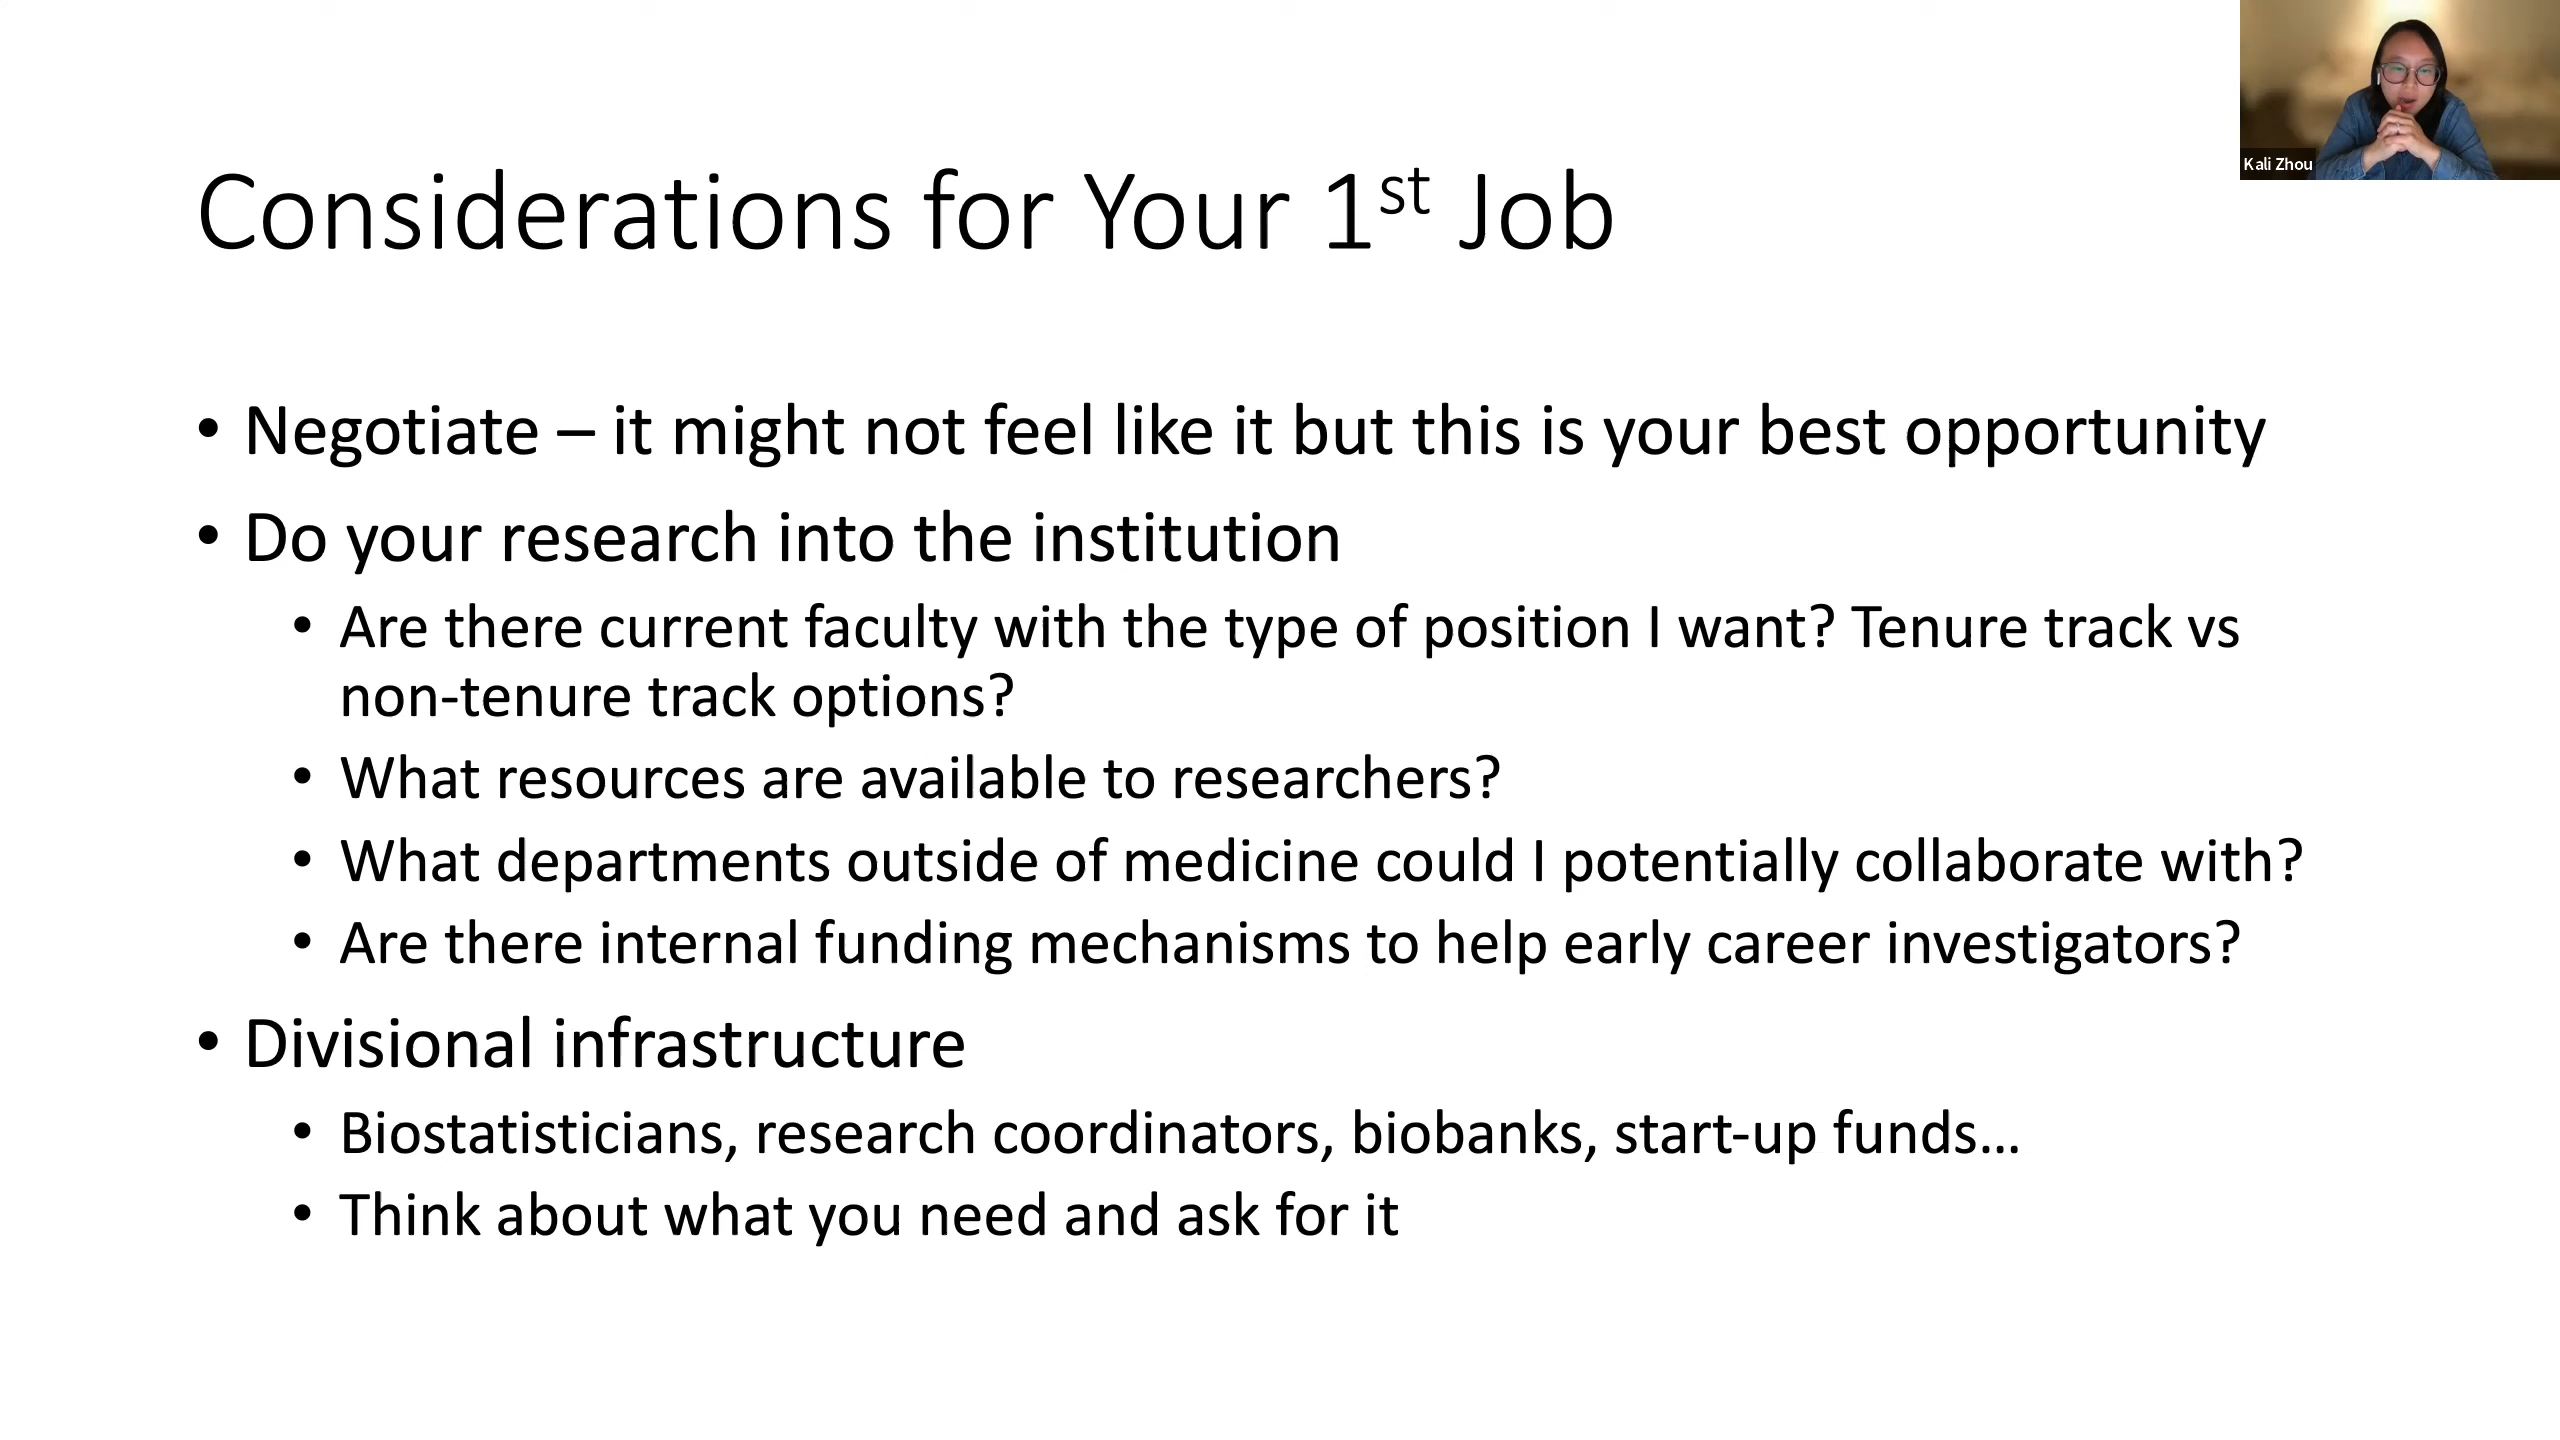 Kali Zhou
Considerations for Your 1st Job
• Negotiate – it might not feel like it but this is your best opportunity
• Do your research into the institution
• Are there current faculty with the type of position I want? Tenure track vs
non-tenure track options?
• What resources are available to researchers?
• What departments outside of medicine could I potentially collaborate with?
• Are there internal funding mechanisms to help early career investigators?
• Divisional infrastructure
• Biostatisticians, research coordinators, biobanks, start-up funds…
• Think about what you need and ask for it